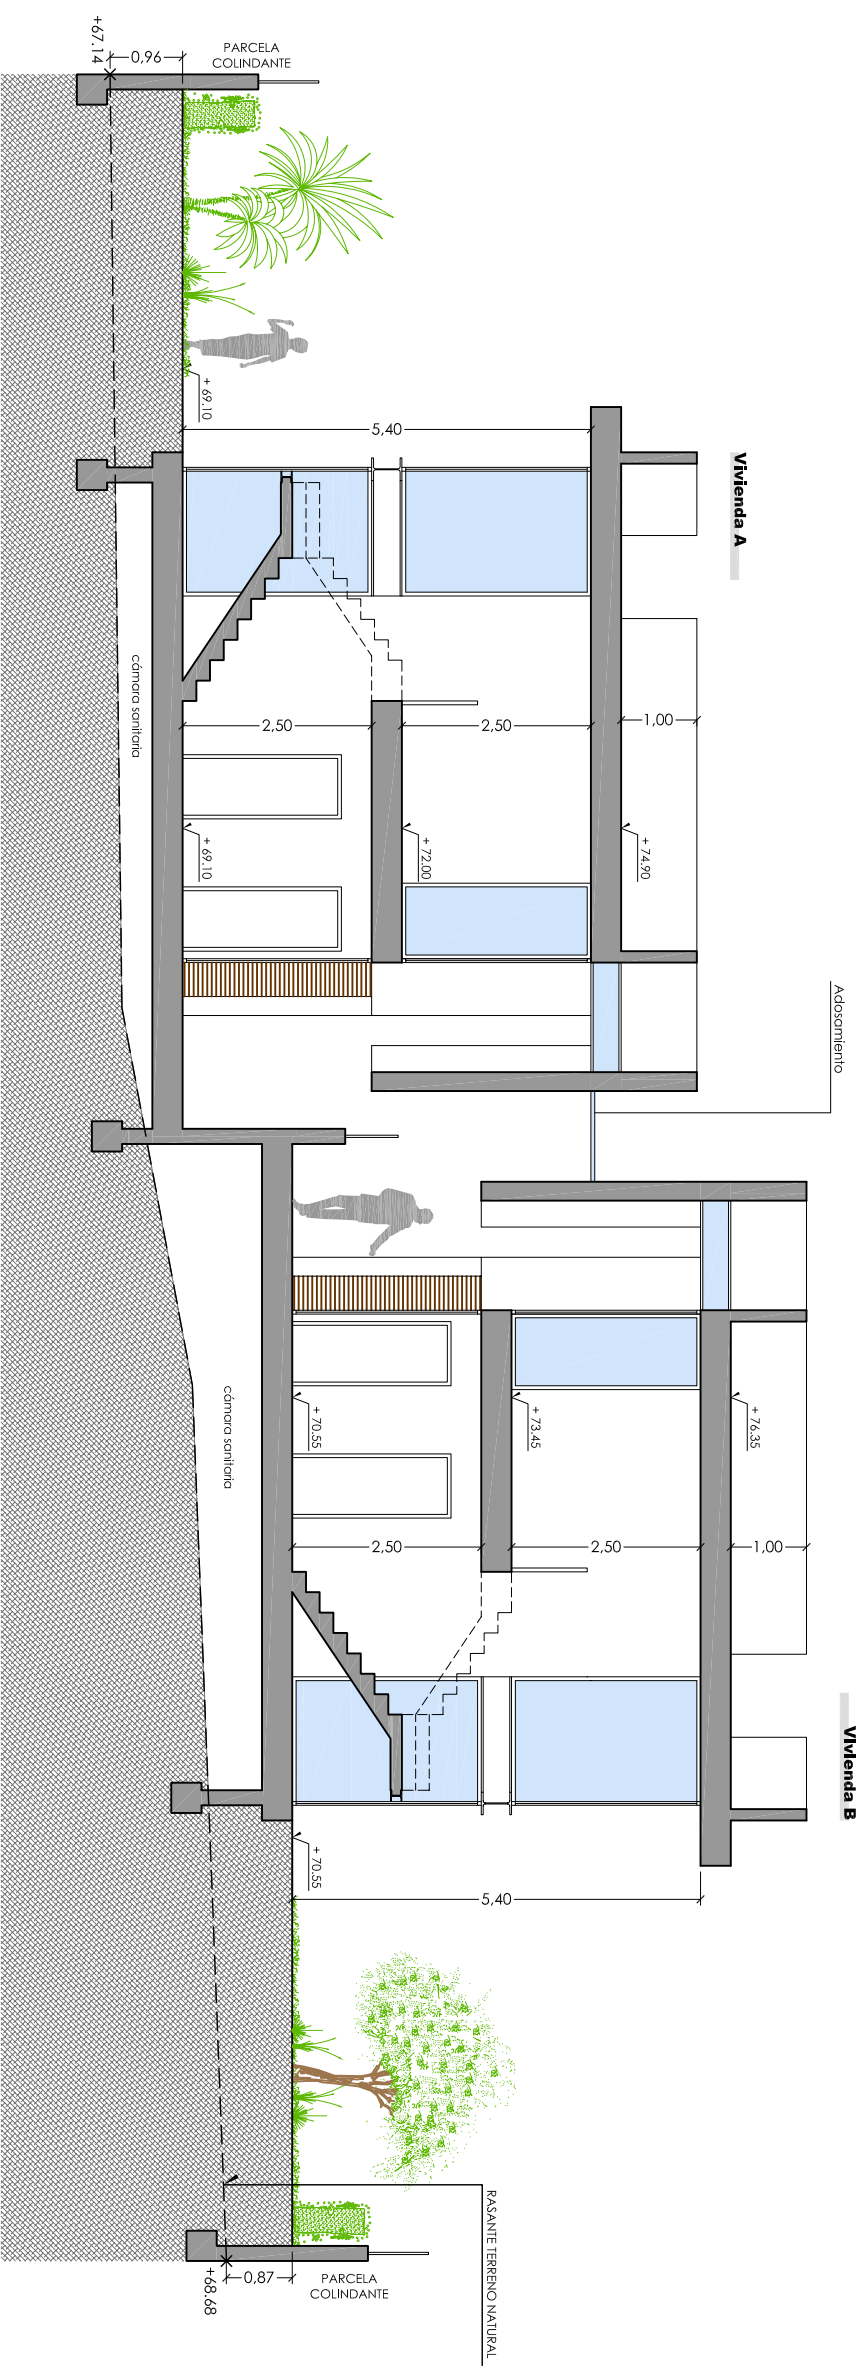 +67.14
0,96
PARCELA
COLINDANTE
+ 69.10
5,40
Vivienda A
cámara sanitaria
2,50
2,50
1,00
+ 69.10
+ 72.00
+ 74.90
Adosamiento
cámara sanitaria
+ 70.55
+ 73.45
+ 76.35
2,50
2,50
1,00
Vivienda B
+ 70.55
5,40
RASANTE TERRENO NATURAL
+68.68
0,87
PARCELA
COLINDANTE